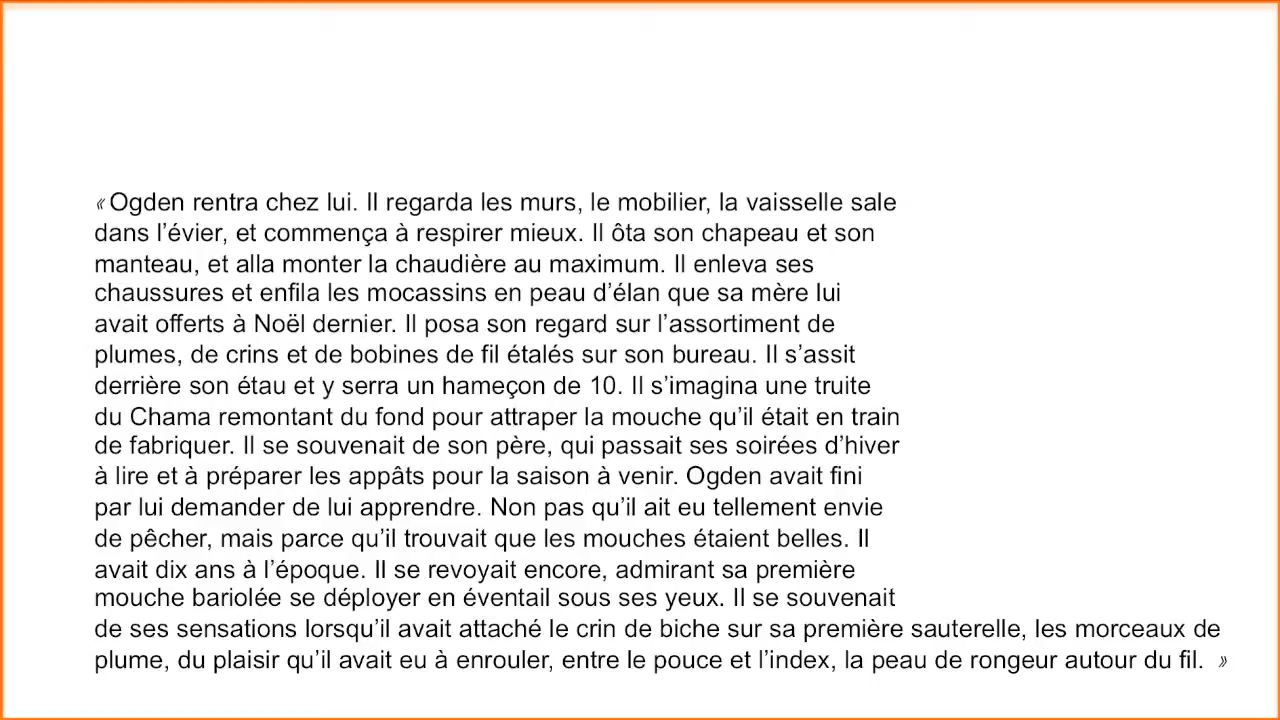 « Ogden rentra chez lui. Il regarda les murs, le mobilier, la vaisselle sale
dans l’évier, et commença à respirer mieux. Il ôta son chapeau et son
manteau, et alla monter la chaudière au maximum. Il enleva ses
chaussures et enfila les mocassins en peau d’élan que sa mère lui
avait offerts à Noël dernier. Il posa son regard sur l’assortiment de
plumes, de crins et de bobines de fil étalés sur son bureau. Il s’assit
derrière son étau et y serra un hameçon de 10. Il s’imagina une truite
du Chama remontant du fond pour attraper la mouche qu’il était en train
de fabriquer. Il se souvenait de son père, qui passait ses soirées d’hiver
à lire et à préparer les appâts pour la saison à venir. Ogden avait fini
par lui demander de lui apprendre. Non pas qu’il ait eu tellement envie
de pêcher, mais parce qu’il trouvait que les mouches étaient belles. Il
avait dix ans à l’époque. Il se revoyait encore, admirant sa première
mouche bariolée se déployer en éventail sous ses yeux. Il se souvenait
de ses sensations lorsqu’il avait attaché le crin de biche sur sa première sauterelle, les morceaux de
plume, du plaisir qu’il avait eu à enrouler, entre le pouce et l’index, la peau de rongeur autour du fil. »